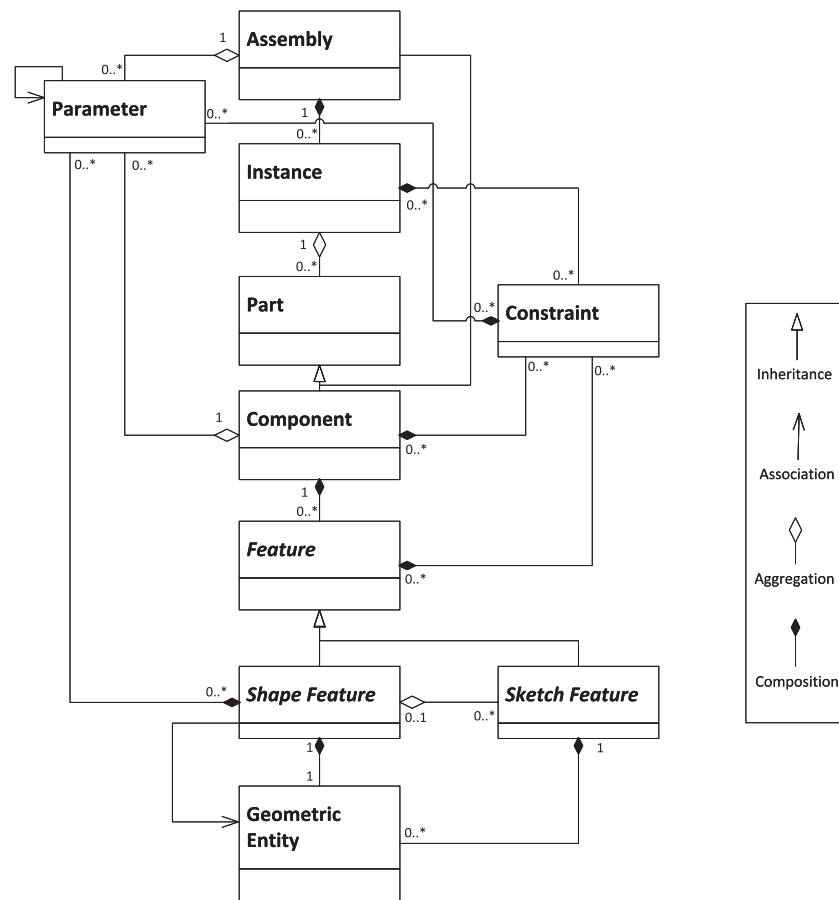 1
Assembly
0..*
Parameter
0..*
1
0..*
0..*
0..*
Instance
0..*
1
0..*
0..*
Part
0..*
Constraint
0..*
0..*
1
Component
0..*
1
0..*
Feature
0..*
0..*
Shape Feature
0..1
0..*
Sketch Feature
1
1
1
Geometric
Entity
0..*
Inheritance
Association
Aggregation
Composition